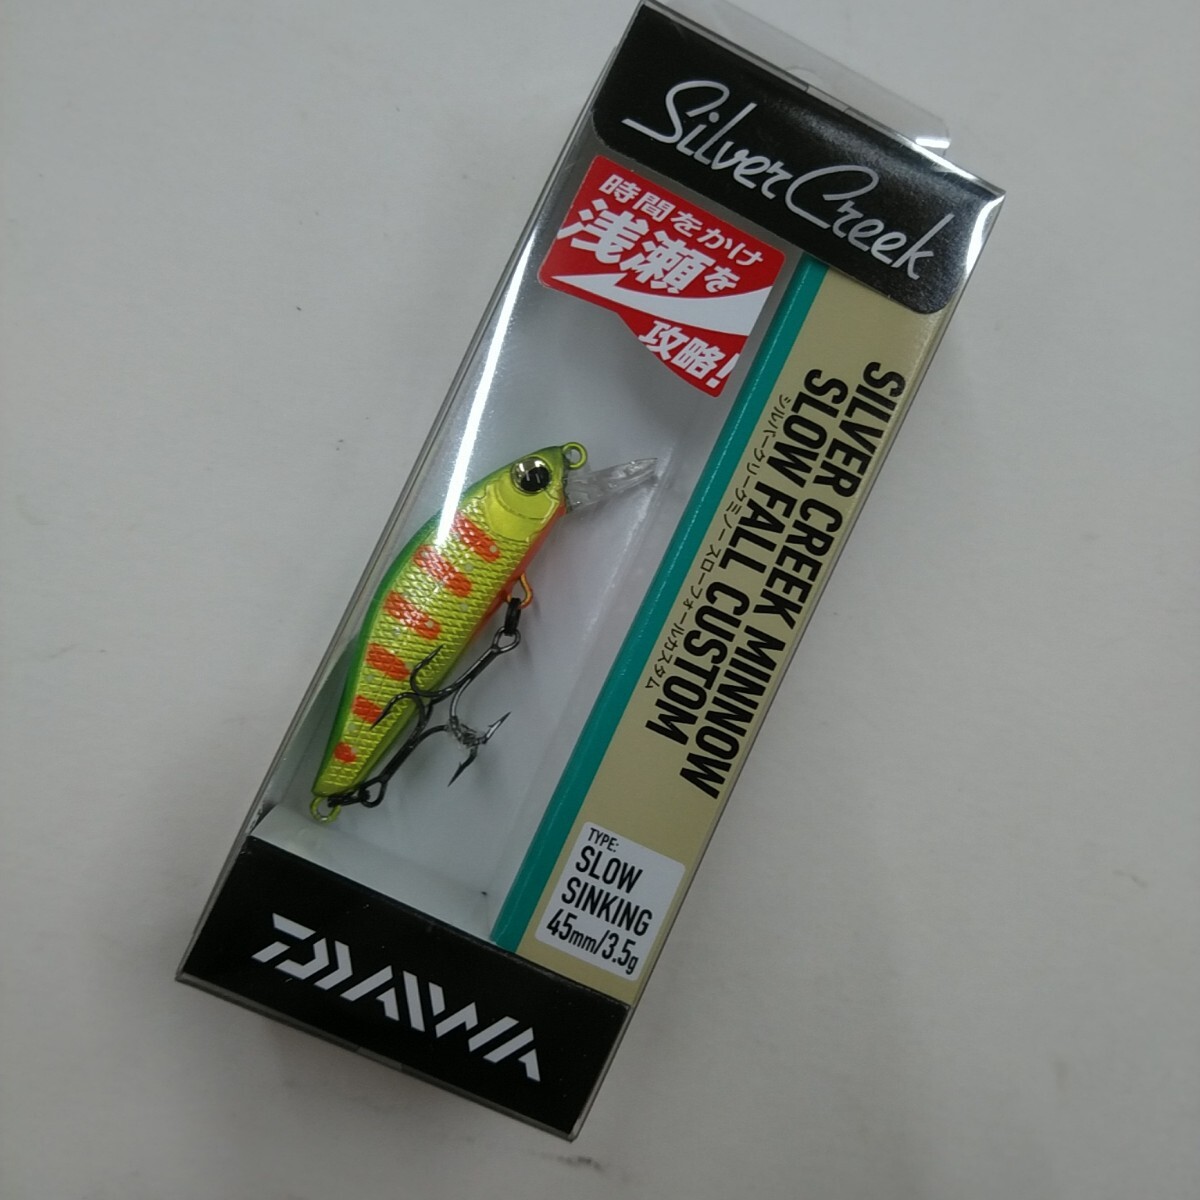 Silver Creek
時間をかけ
浅瀬を
攻略!
SILVER CREEK MINNOW
SLOW FALL CUSTOM
シルバークリークミノースローフォールカスタム
TYPE:
SLOW
SINKING
45mm/3.5g
DAIWA